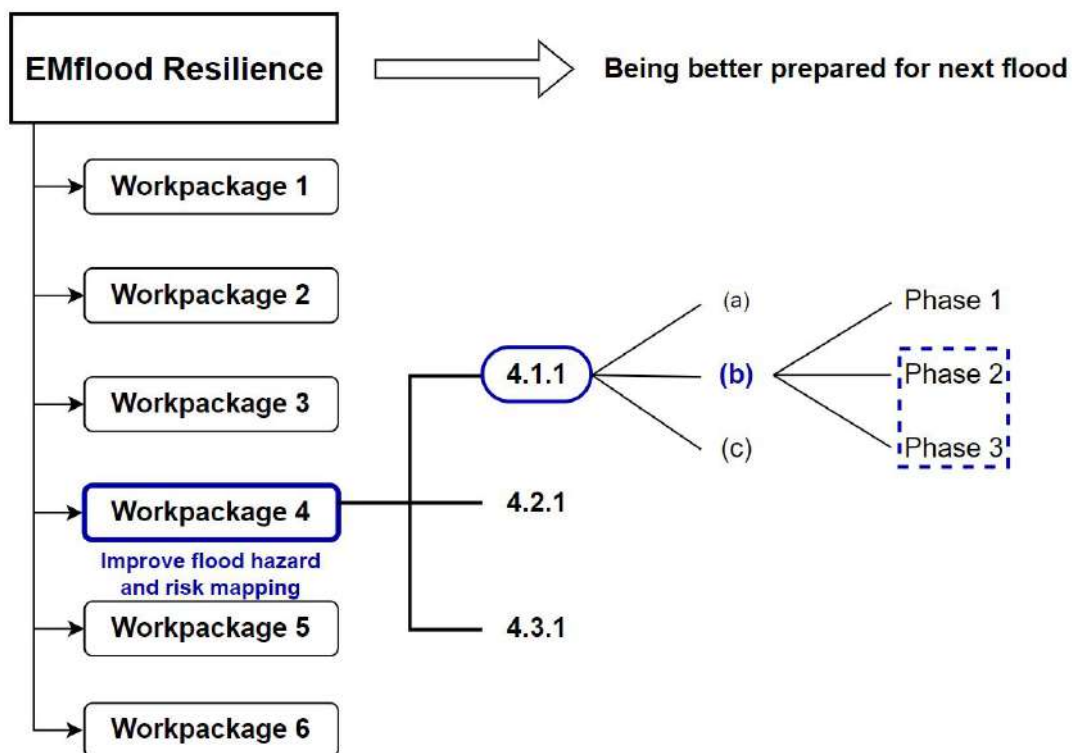 EMflood Resilience
Being better prepared for next flood
Workpackage 1
Workpackage 2
Workpackage 3
Workpackage 4
Improve flood hazard
and risk mapping
Workpackage 5
Workpackage 6
4.1.1
4.2.1
4.3.1
(a)
(b)
(c)
Phase 1
Phase 2
Phase 3